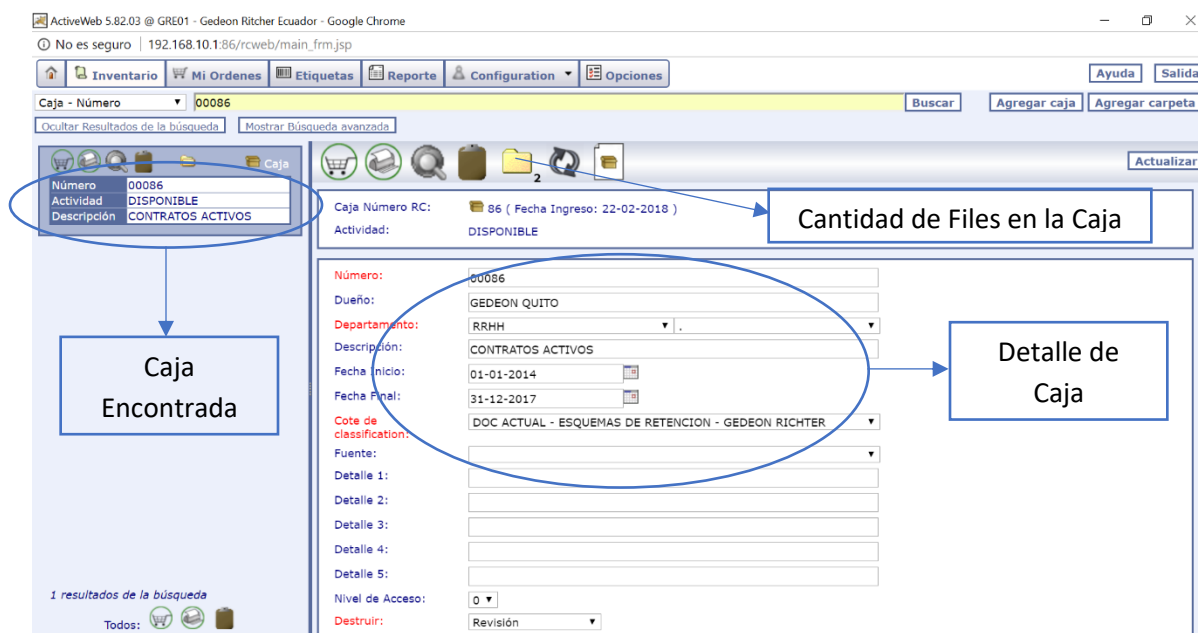 ActiveWeb 5.82.03 @ GRE01 - Gedeon Ritcher Ecuador - Google Chrome
No es seguro | 192.168.10.1:86/rcweb/main_frm.jsp
Inventario Mi Ordenes Etiquetas Reporte Configuration Opciones Ayuda Salida
Caja - Número 00086 Buscar Agregar caja Agregar carpeta
Ocultar Resultados de la búsqueda Mostrar Búsqueda avanzada
Caja
Número 00086
Actividad DISPONIBLE
Descripción CONTRATOS ACTIVOS
Caja
Encontrada
1 resultados de la búsqueda
Todos:
2
Actualizar
Caja Número RC: 86 ( Fecha Ingreso: 22-02-2018 )
Actividad: DISPONIBLE
Cantidad de Files en la Caja
Número: 00086
Dueño: GEDEON QUITO
Departamento: RRHH .
Descripción: CONTRATOS ACTIVOS
Fecha Inicio: 01-01-2014
Fecha Final: 31-12-2017
Cote de
classification: DOC ACTUAL - ESQUEMAS DE RETENCION - GEDEON RICHTER
Fuente:
Detalle 1:
Detalle 2:
Detalle 3:
Detalle 4:
Detalle 5:
Nivel de Acceso: 0
Destruir: Revisión
Detalle de
Caja